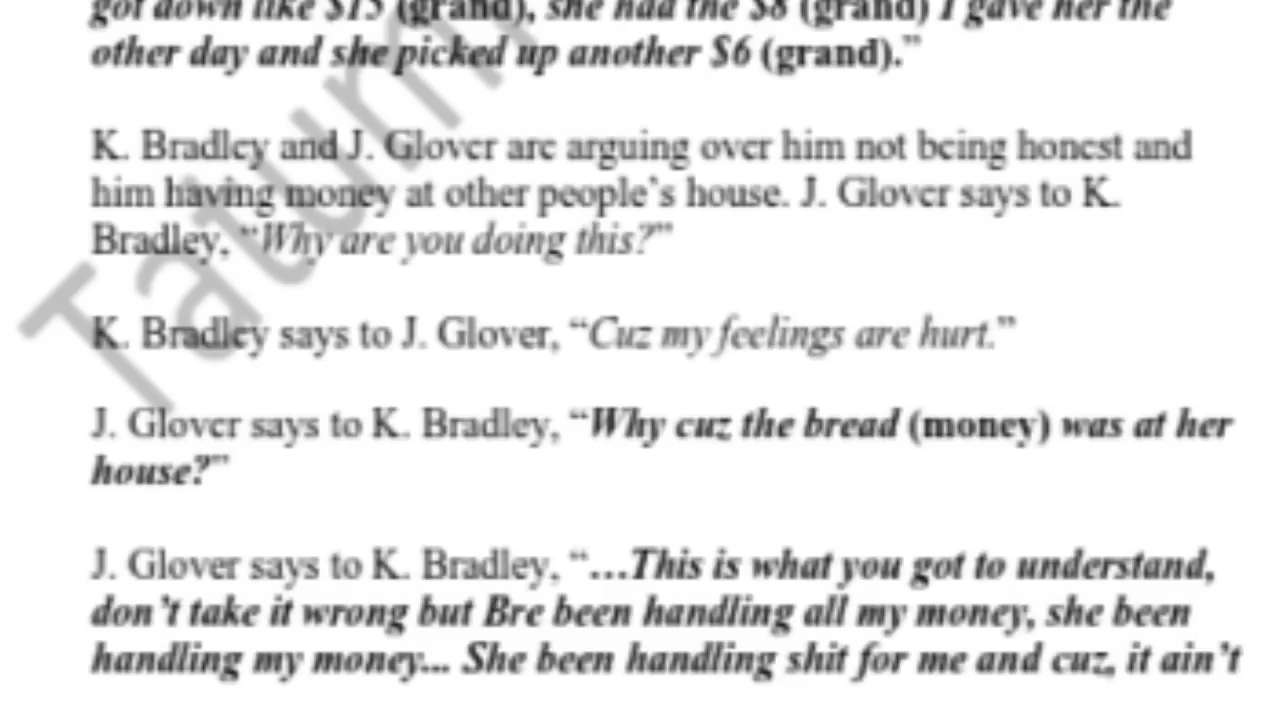 got down like $15 (grand), she had the $8 (grand) I gave her the
other day and she picked up another $6 (grand).”
K. Bradley and J. Glover are arguing over him not being honest and
him having money at other people’s house. J. Glover says to K.
Bradley, “Why are you doing this?”
K. Bradley says to J. Glover, “Cuz my feelings are hurt.”
J. Glover says to K. Bradley, “Why cuz the bread (money) was at her
house?”
J. Glover says to K. Bradley, “…This is what you got to understand,
don’t take it wrong but Bre been handling all my money, she been
handling my money... She been handling shit for me and cuz, it ain’t
Tatum